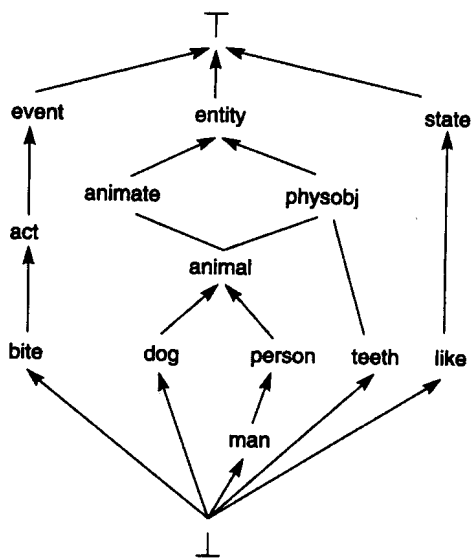 ⊤
event entity state
animate physobj
act
animal
bite dog person teeth like
man
⊥